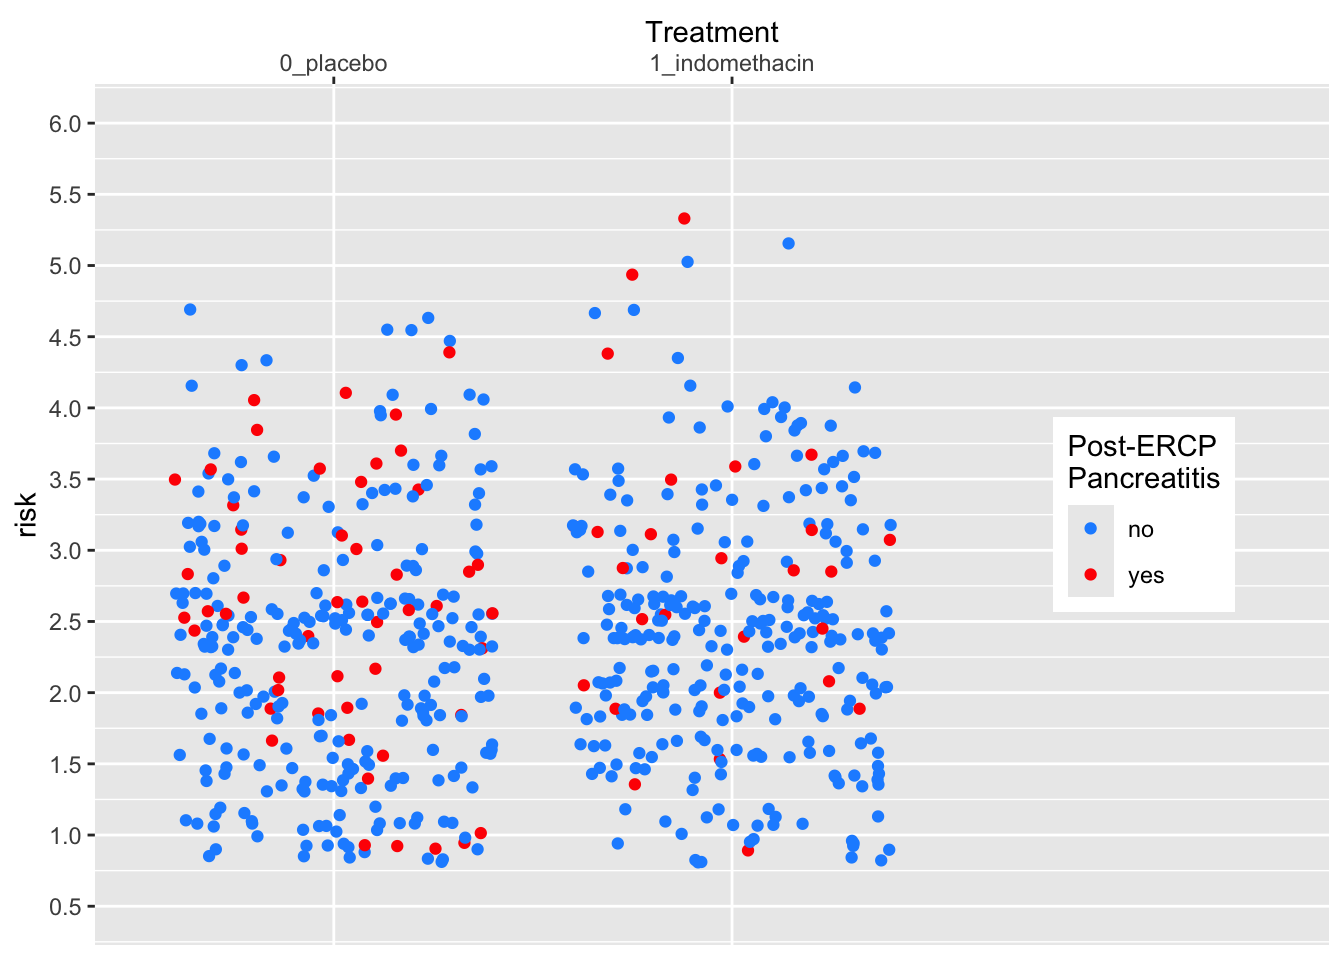 Treatment
0_placebo 1_indomethacin
6.0
5.5
5.0
4.5
4.0
3.5
3.0
2.5
2.0
1.5
1.0
0.5
risk
Post-ERCP
Pancreatitis
no
yes